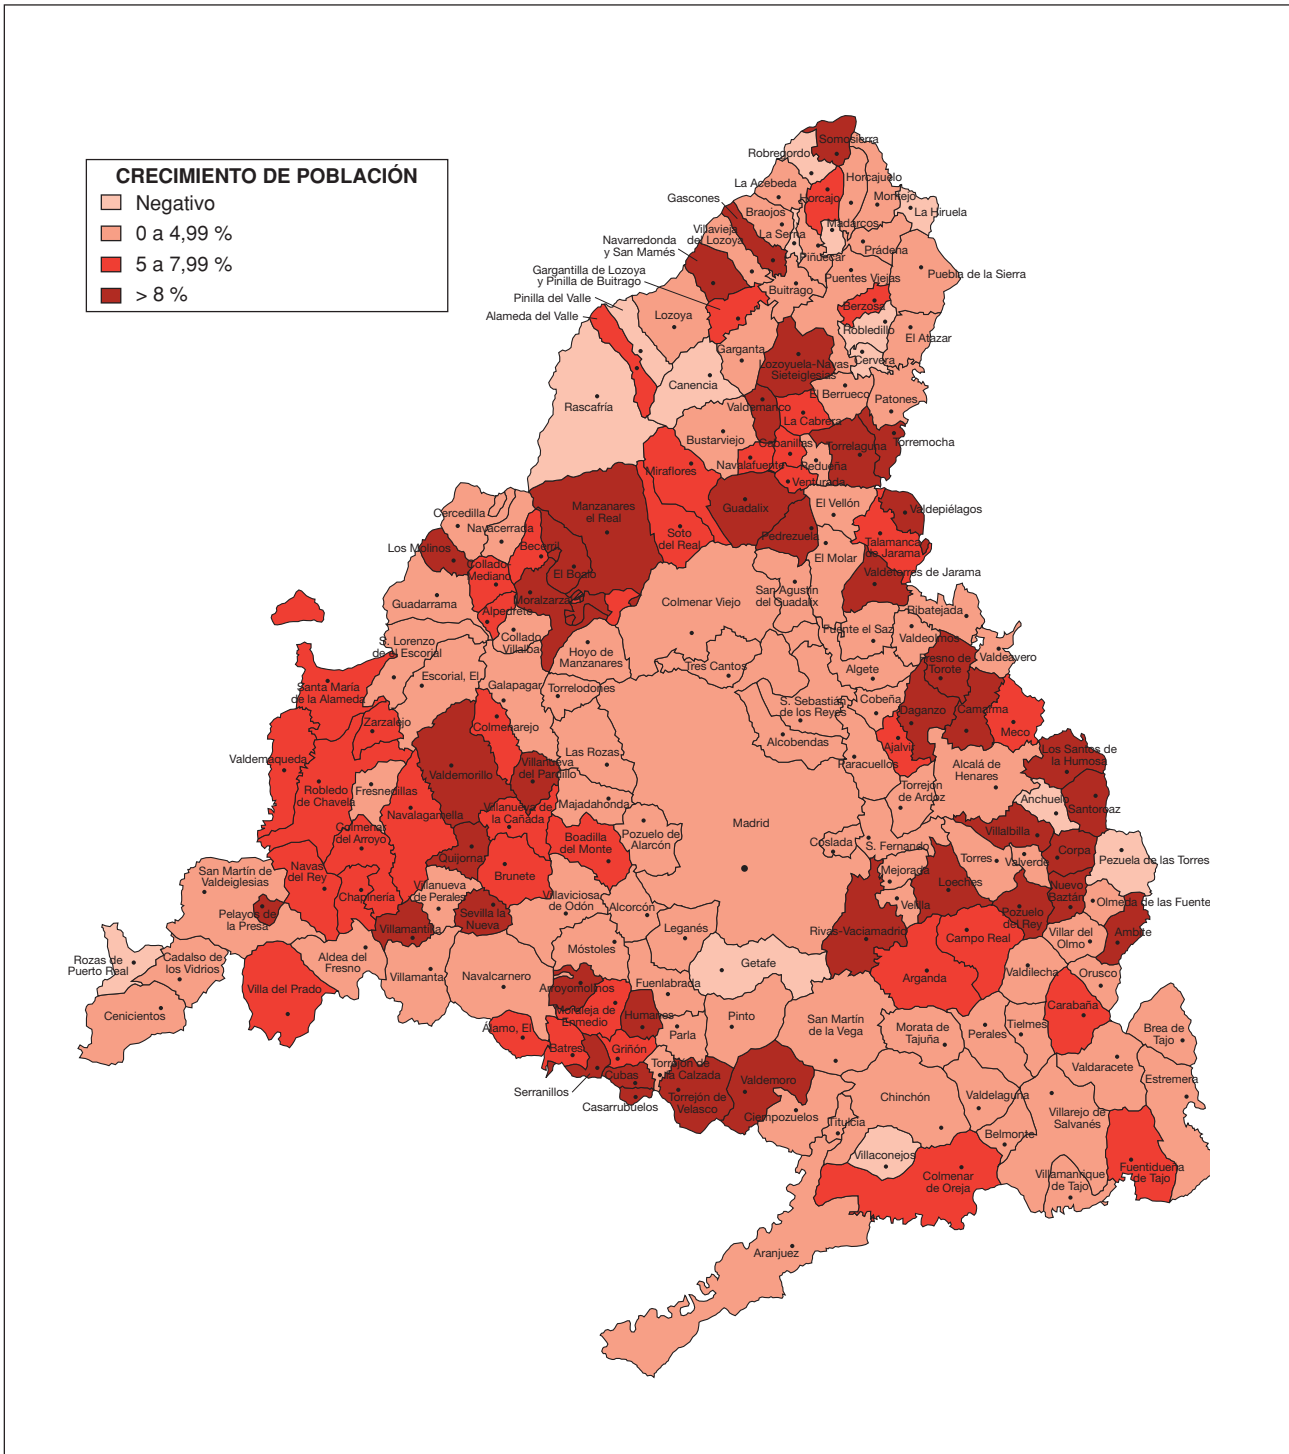 CRECIMIENTO DE POBLACIÓN
Negativo
0 a 4,99 %
5 a 7,99 %
> 8 %
Somosierra
Robregordo
La Acebeda
Horcajuelo
Horcajo
Montejo
La Hiruela
Gascones
Braojos
Madarcos
La Serna
Villavieja
del Lozoya
Piñuécar
Prádena
Navarredonda
y San Mamés
Puebla de la Sierra
Gargantilla de Lozoya
y Pinilla de Buitrago
Puentes Viejas
Buitrago
Pinilla del Valle
Alameda del Valle
Lozoya
Berzosa
Robledillo
El Atazar
Garganta
Lozoyuela-Navas
Sieteiglesias
Cervera
Canencia
El Berrueco
Patones
Rascafría
Valdemanco
La Cabrera
Bustarviejo
Cabanillas
Torrelaguna
Torremocha
Miraflores
Navalafuente
Redueña
Venturada
Manzanares
el Real
Guadalix
El Vellón
Valdepiélagos
Cercedilla
Navacerrada
Soto
del Real
Pedrezuela
Talamanca
de Jarama
Los Molinos
Becerril
El Molar
Collado-
Mediano
El Boalo
Valdetorres de Jarama
San Agustín
del Guadalix
Guadarrama
Moralzarzal
Colmenar Viejo
Alpedrete
Ribatejada
Collado
Villalba
Puente el Saz
Valdeolmos
S. Lorenzo
de el Escorial
Hoyo de
Manzanares
Valdeavero
Fresno de
Torote
Tres Cantos
Algete
Escorial, El
Santa María
de la Alameda
Galapagar
Torrelodones
Cobeña
S. Sebastián
de los Reyes
Daganzo
Camarma
Zarzalejo
Colmenarejo
Meco
Alcobendas
Ajalvir
Las Rozas
Valdemaqueda
Valdemorillo
Villanueva
del Pardillo
Paracuellos
Alcalá de
Henares
Los Santos de
la Humosa
Robledo
de Chavela
Fresnedillas
Torrejón
de Ardoz
Anchuelo
Santorcaz
Navalagamella
Villanueva de
la Cañada
Majadahonda
Madrid
Colmenar
del Arroyo
Boadilla
del Monte
Pozuelo de
Alarcón
Villalbilla
Coslada
S. Fernando
Corpa
Quijorna
Torres
Valverde
Pezuela de las Torres
San Martín de
Valdeiglesias
Navas
del Rey
Brunete
Mejorada
Loeches
Nuevo
Baztán
Chapinería
Villanueva
de Perales
Villaviciosa
de Odón
Velilla
Olmeda de las Fuente
Pelayos de
la Presa
Sevilla la
Nueva
Alcorcón
Pozuelo
del Rey
Villamantilla
Leganés
Rivas-Vaciamadrid
Campo Real
Villar del
Olmo
Ambite
Móstoles
Rozas de
Puerto Real
Cadalso de
los Vidrios
Aldea del
Fresno
Getafe
Villamanta
Navalcarnero
Arganda
Valdilecha
Orusco
Villa del Prado
Arroyomolinos
Fuenlabrada
Cenicientos
Moraleja de
Enmedio
Humanes
Pinto
San Martín
de la Vega
Carabaña
Álamo, El
Parla
Morata de
Tajuña
Perales
Tielmes
Brea de
Tajo
Batres
Griñón
Torrejón de
la Calzada
Valdaracete
Cubas
Valdemoro
Estremera
Serranillos
Casarrubuelos
Torrejón de
Velasco
Chinchón
Valdelaguna
Ciempozuelos
Villarejo de
Salvanés
Titulcia
Belmonte
Villaconejos
Colmenar
de Oreja
Villamanrique
de Tajo
Fuentidueña
de Tajo
Aranjuez